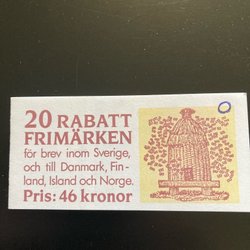 20 RABATT
FRIMÄRKEN
för brev inom Sverige,
och till Danmark, Fin-
land, Island och Norge.
Pris: 46 kronor